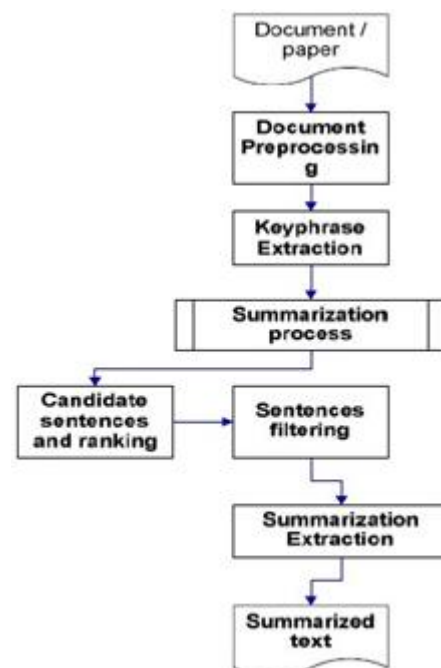 Document /
paper
Document
Preprocessin
g
Keyphrase
Extraction
Summarization
process
Candidate
sentences
and ranking
Sentences
filtering
Summarization
Extraction
Summarized
text